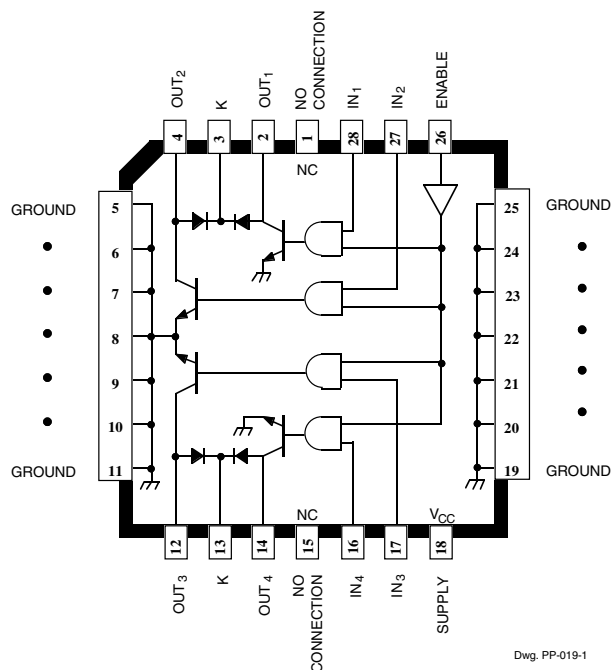 OUT2
K
OUT1
NO CONNECTION
IN1
IN2
ENABLE
4
3
2
1
28
27
26
NC
GROUND
5
25
GROUND
6
24
7
23
8
22
9
21
10
20
GROUND
11
19
GROUND
NC
VCC
12
13
14
15
16
17
18
OUT3
K
OUT4
NO CONNECTION
IN4
IN3
SUPPLY
Dwg. PP-019-1